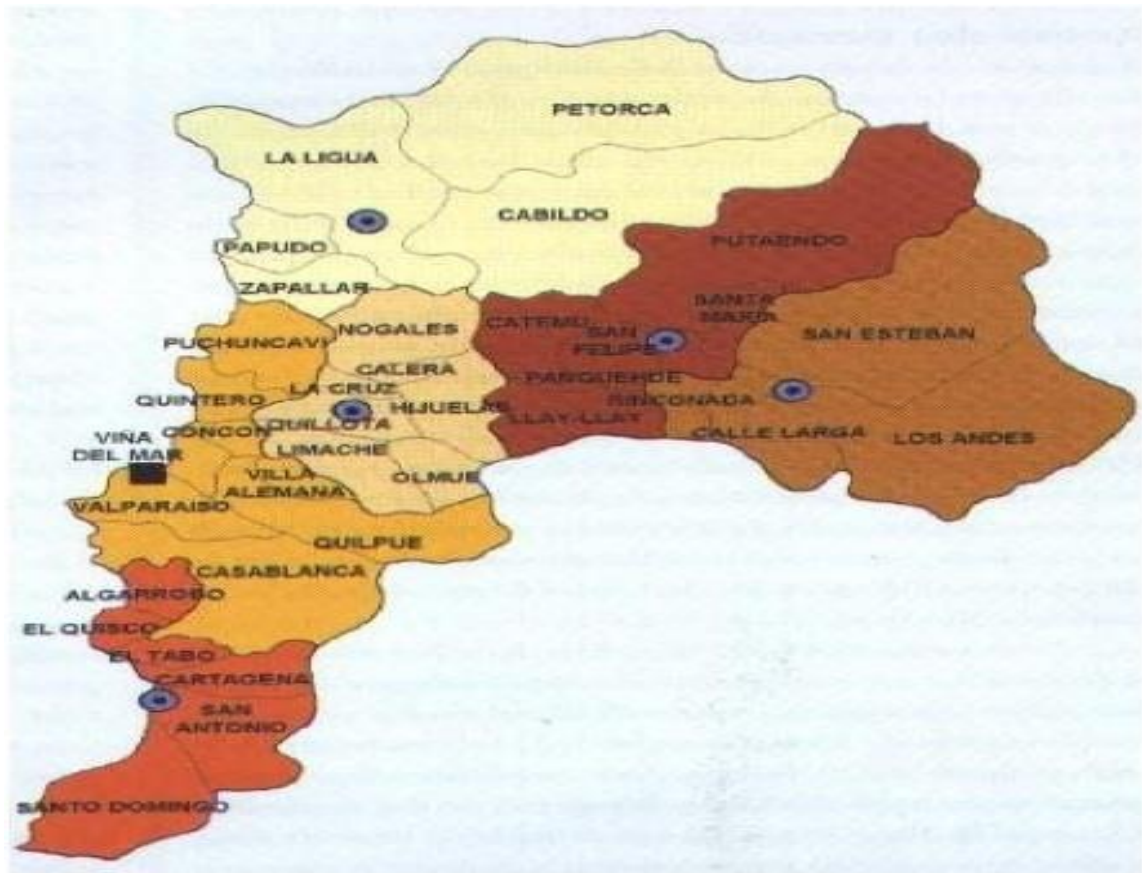 PETORCA
LA LIGUA
CABILDO
PAPUDO
PUTAENDO
ZAPALLAR
SANTA
MARÍA
NOGALES
CATEMU
SAN
FELIPE
SAN ESTEBAN
PUCHUNCAVI
CALERA
PANQUEHUE
LA CRUZ
QUINTERO
HIJUELAS
RINCONADA
LLAY-LLAY
QUILLOTA
CONCON
CALLE LARGA
LOS ANDES
VIÑA
DEL MAR
LIMACHE
OLMUE
VILLA
ALEMANA
VALPARAISO
QUILPUE
CASABLANCA
ALGARROBO
EL QUISCO
EL TABO
CARTAGENA
SAN
ANTONIO
SANTO DOMINGO